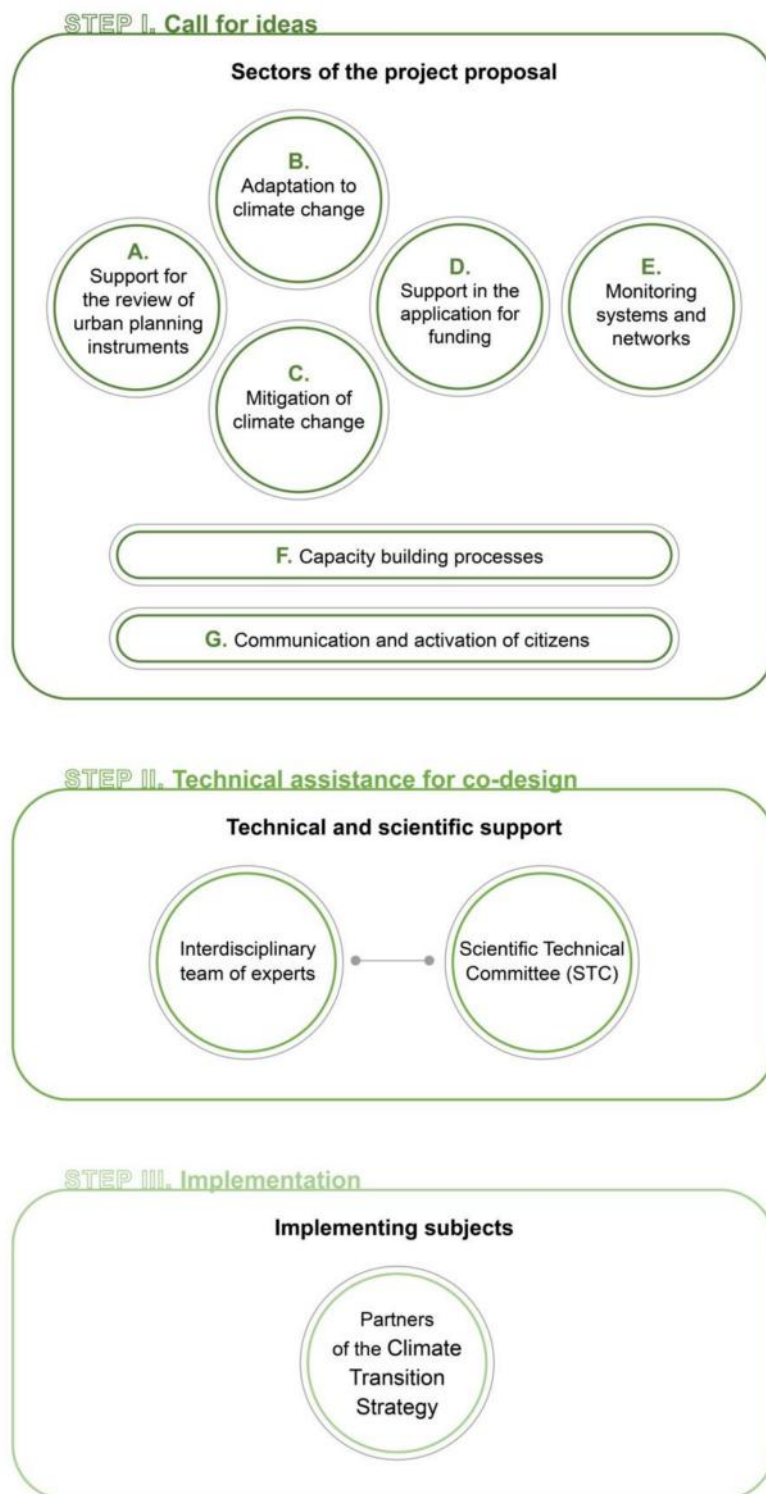 STEP I. Call for ideas
Sectors of the project proposal
A.
Support for
the review of
urban planning
instruments
B.
Adaptation to
climate change
C.
Mitigation of
climate change
D.
Support in the
application for
funding
E.
Monitoring
systems and
networks
F. Capacity building processes
G. Communication and activation of citizens
STEP II. Technical assistance for co-design
Technical and scientific support
Interdisciplinary
team of experts
Scientific Technical
Committee (STC)
STEP III. Implementation
Implementing subjects
Partners
of the Climate
Transition
Strategy